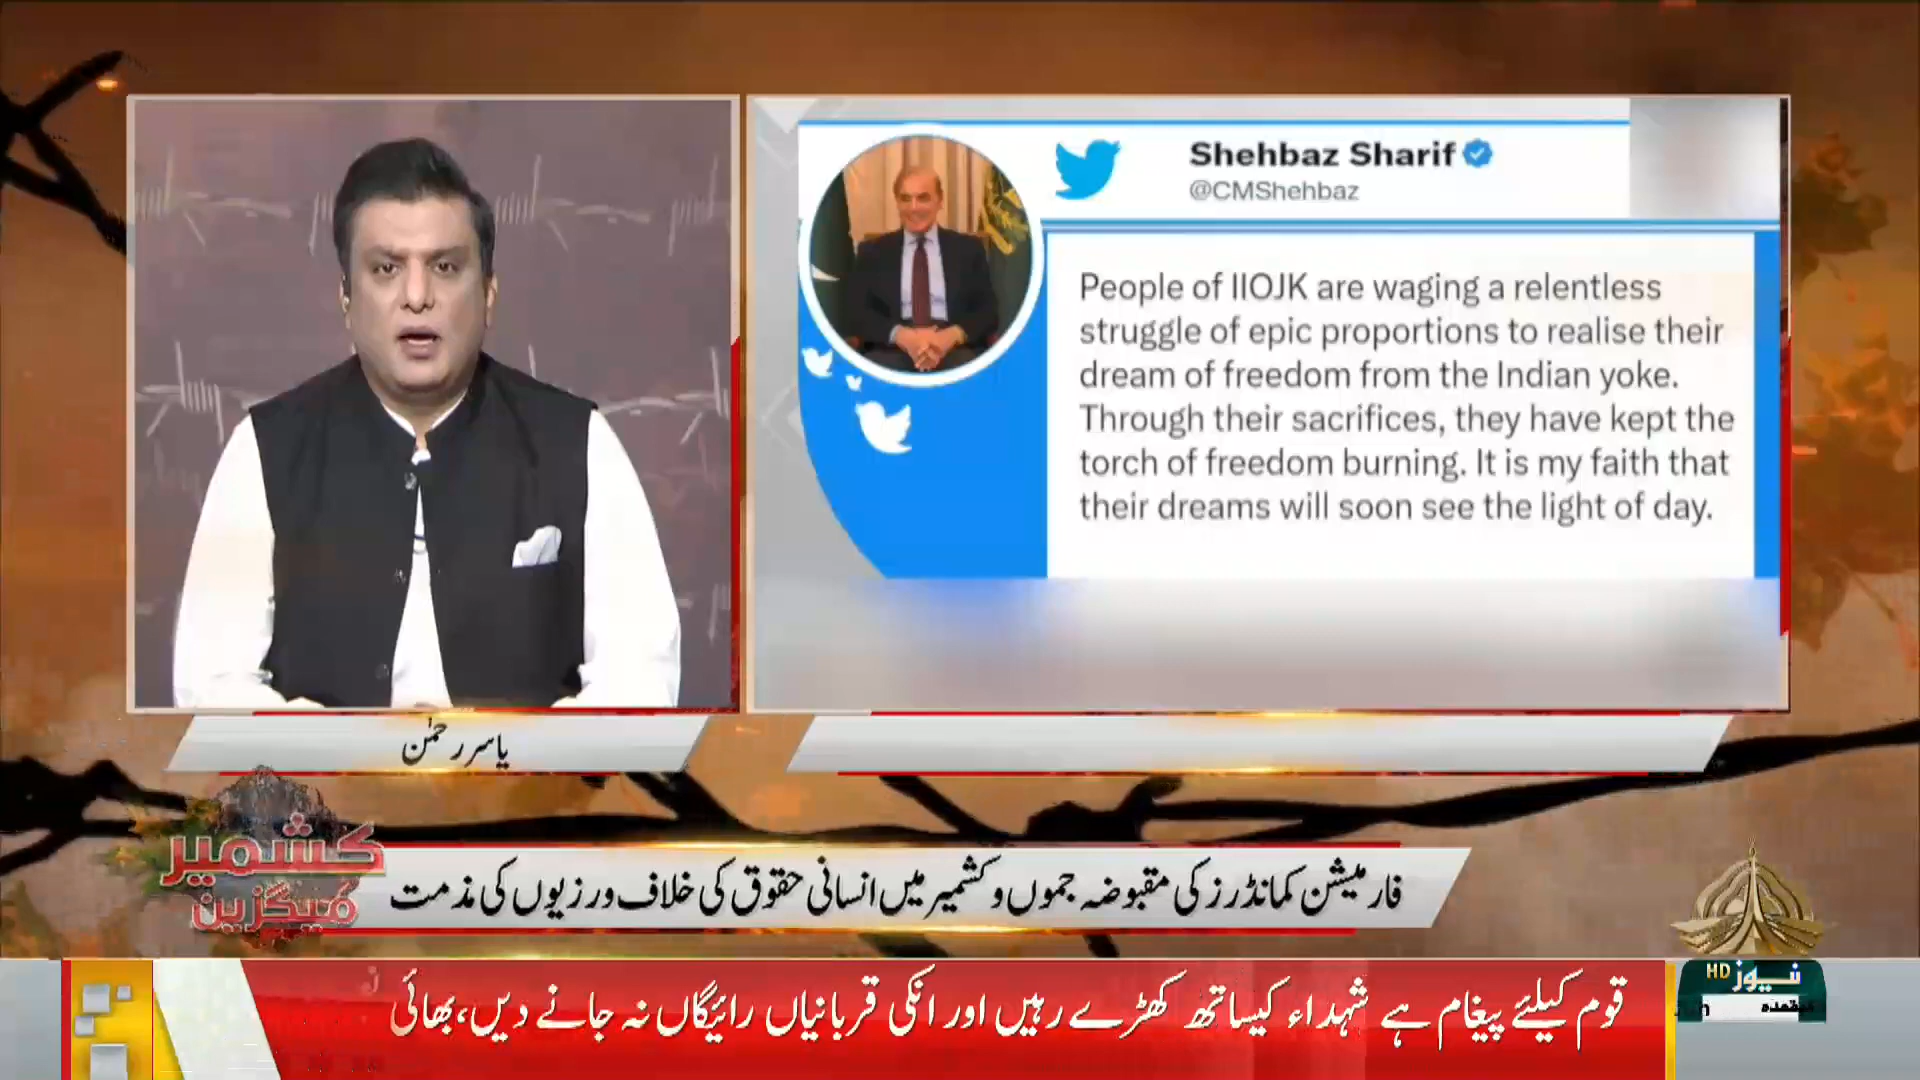 Shehbaz Sharif
@CMShehbaz
People of IIOJK are waging a relentless
struggle of epic proportions to realise their
dream of freedom from the Indian yoke.
Through their sacrifices, they have kept the
torch of freedom burning. It is my faith that
their dreams will soon see the light of day.
یاسر رحمٰن
کشمیر
میگزین
فارمیشن کمانڈرز کی مقبوضہ جموں و کشمیر میں انسانی حقوق کی خلاف ورزیوں کی مذمت
نیوز HD
قوم کیلئے پیغام ہے شہداء کیساتھ کھڑے رہیں اور انکی قربانیاں رائیگاں نہ جانے دیں، بھائی